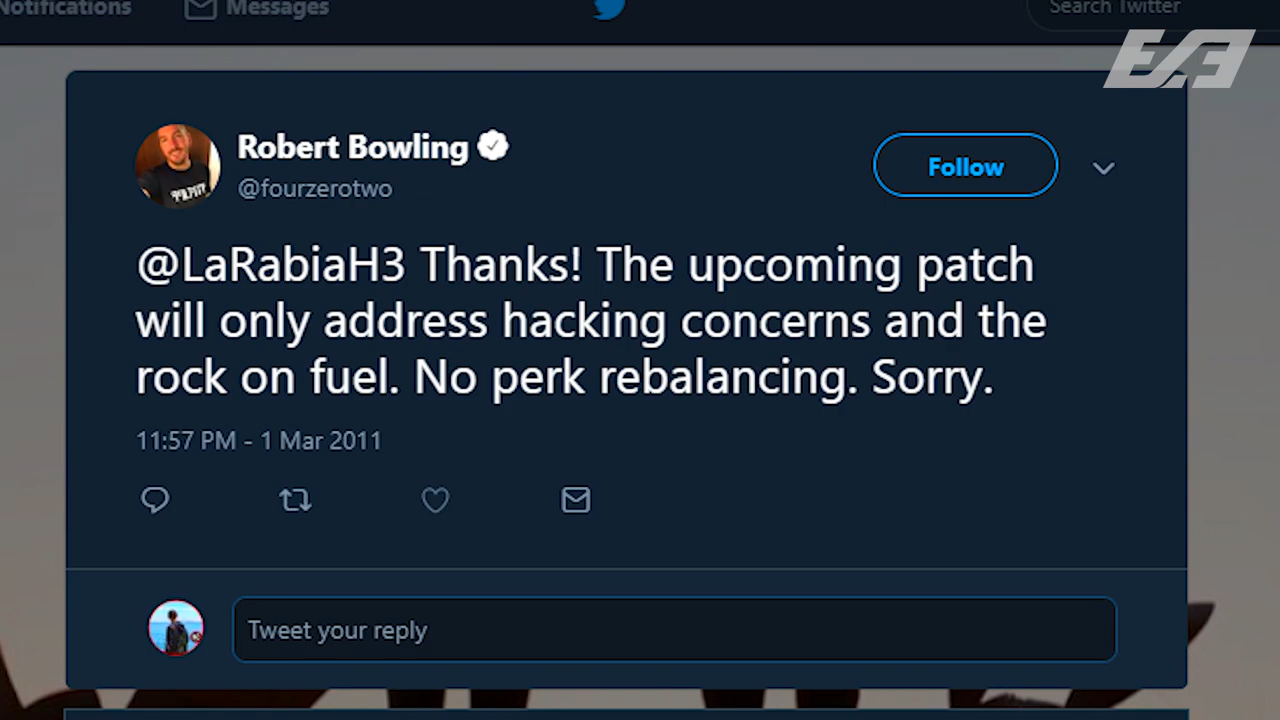 Notifications
Messages
Search Twitter
Robert Bowling
Follow
@fourzerotwo
@LaRabiaH3 Thanks! The upcoming patch
will only address hacking concerns and the
rock on fuel. No perk rebalancing. Sorry.
11:57 PM - 1 Mar 2011
Tweet your reply